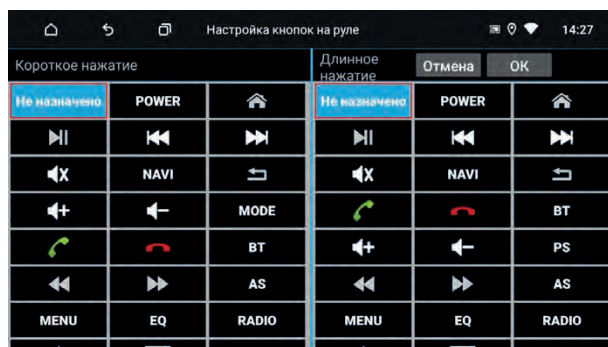 Настройка кнопок на руле 14:27
Короткое нажатие
Длинное
нажатие
Отмена OK
Не назначено POWER Не назначено POWER
NAVI NAVI
MODE BT
BT PS
AS AS
MENU EQ RADIO MENU EQ RADIO